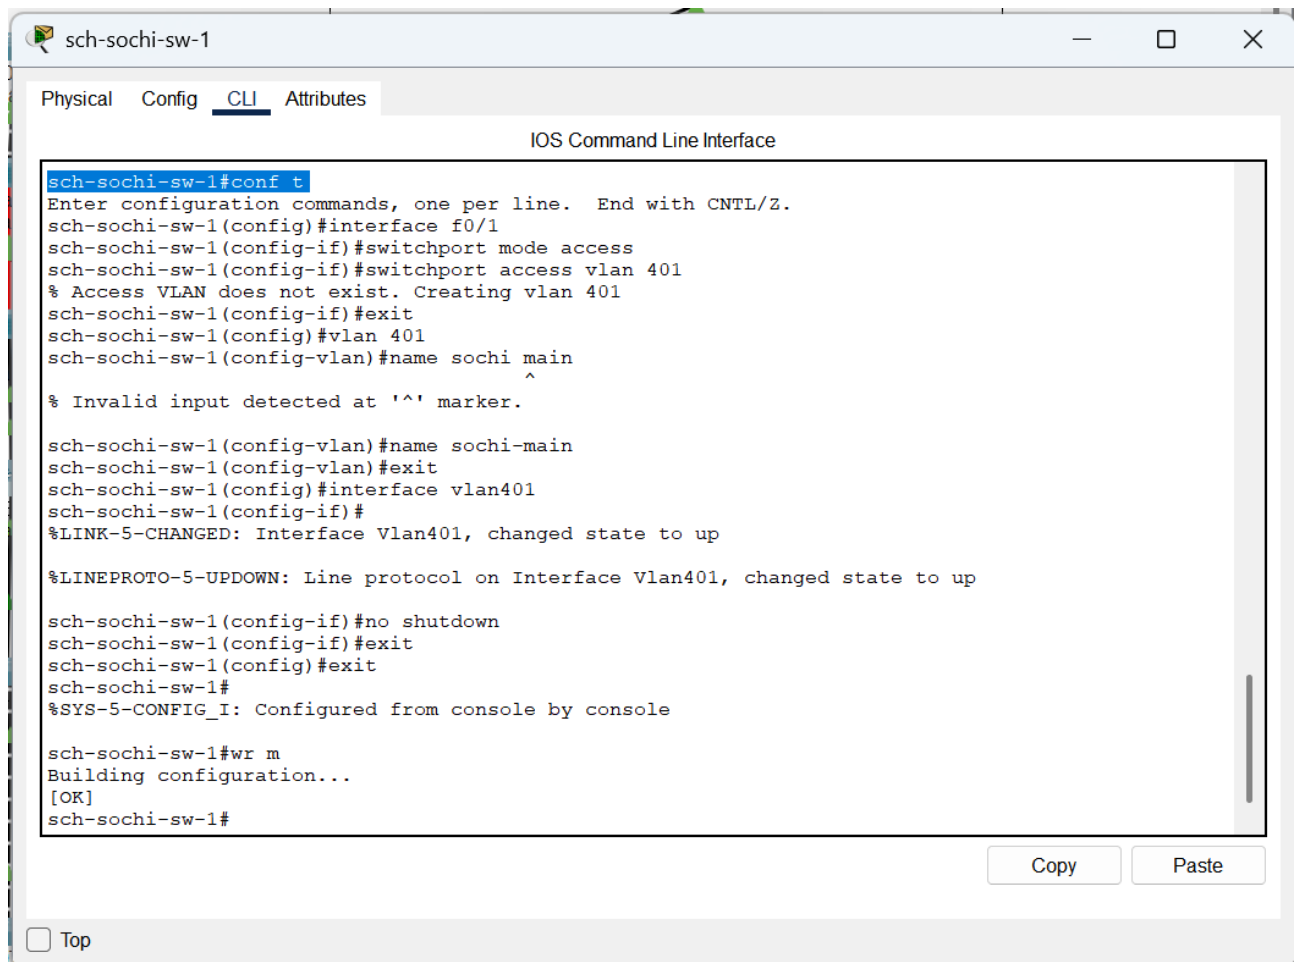 sch-sochi-sw-1
Physical Config CLI Attributes
IOS Command Line Interface
sch-sochi-sw-1#conf t
Enter configuration commands, one per line.  End with CNTL/Z.
sch-sochi-sw-1(config)#interface f0/1
sch-sochi-sw-1(config-if)#switchport mode access
sch-sochi-sw-1(config-if)#switchport access vlan 401
% Access VLAN does not exist. Creating vlan 401
sch-sochi-sw-1(config-if)#exit
sch-sochi-sw-1(config)#vlan 401
sch-sochi-sw-1(config-vlan)#name sochi main
^
% Invalid input detected at '^' marker.
sch-sochi-sw-1(config-vlan)#name sochi-main
sch-sochi-sw-1(config-vlan)#exit
sch-sochi-sw-1(config)#interface vlan401
sch-sochi-sw-1(config-if)#
%LINK-5-CHANGED: Interface Vlan401, changed state to up
%LINEPROTO-5-UPDOWN: Line protocol on Interface Vlan401, changed state to up
sch-sochi-sw-1(config-if)#no shutdown
sch-sochi-sw-1(config-if)#exit
sch-sochi-sw-1(config)#exit
sch-sochi-sw-1#
%SYS-5-CONFIG_I: Configured from console by console
sch-sochi-sw-1#wr m
Building configuration...
[OK]
sch-sochi-sw-1#
Copy Paste
Top